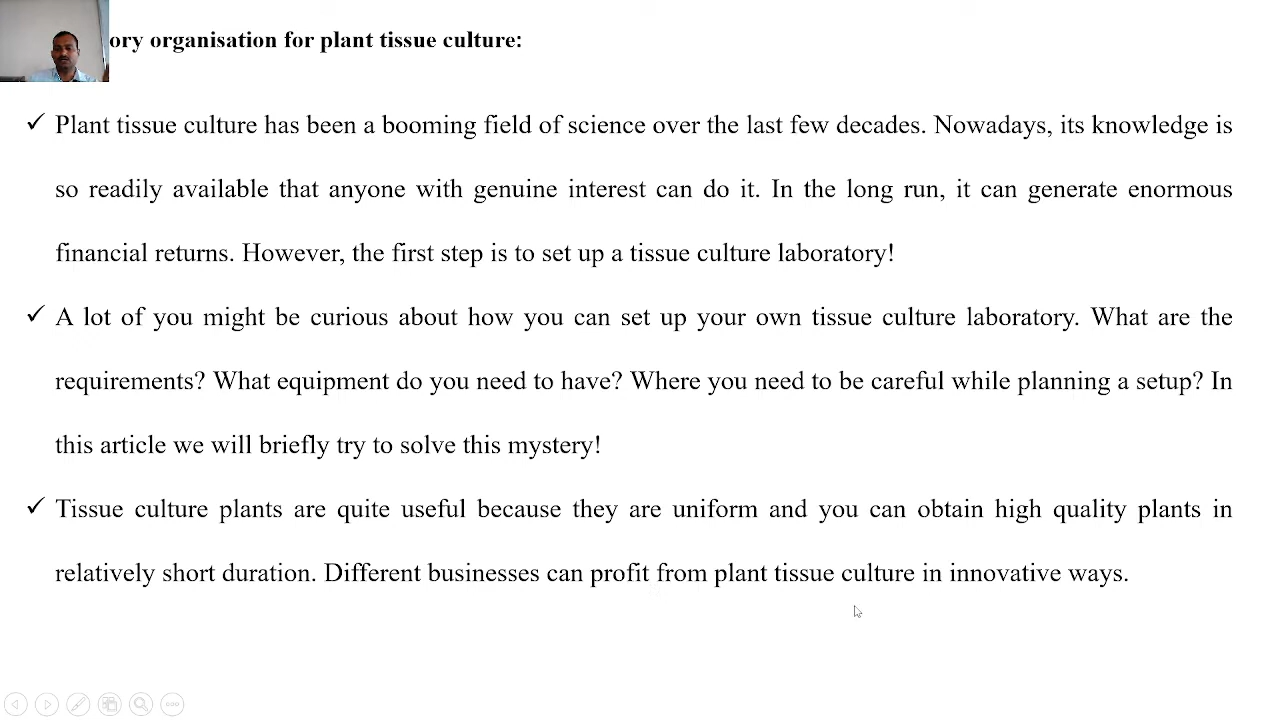 ory organisation for plant tissue culture:
✓ Plant tissue culture has been a booming field of science over the last few decades. Nowadays, its knowledge is
so readily available that anyone with genuine interest can do it. In the long run, it can generate enormous
financial returns. However, the first step is to set up a tissue culture laboratory!
✓ A lot of you might be curious about how you can set up your own tissue culture laboratory. What are the
requirements? What equipment do you need to have? Where you need to be careful while planning a setup? In
this article we will briefly try to solve this mystery!
✓ Tissue culture plants are quite useful because they are uniform and you can obtain high quality plants in
relatively short duration. Different businesses can profit from plant tissue culture in innovative ways.